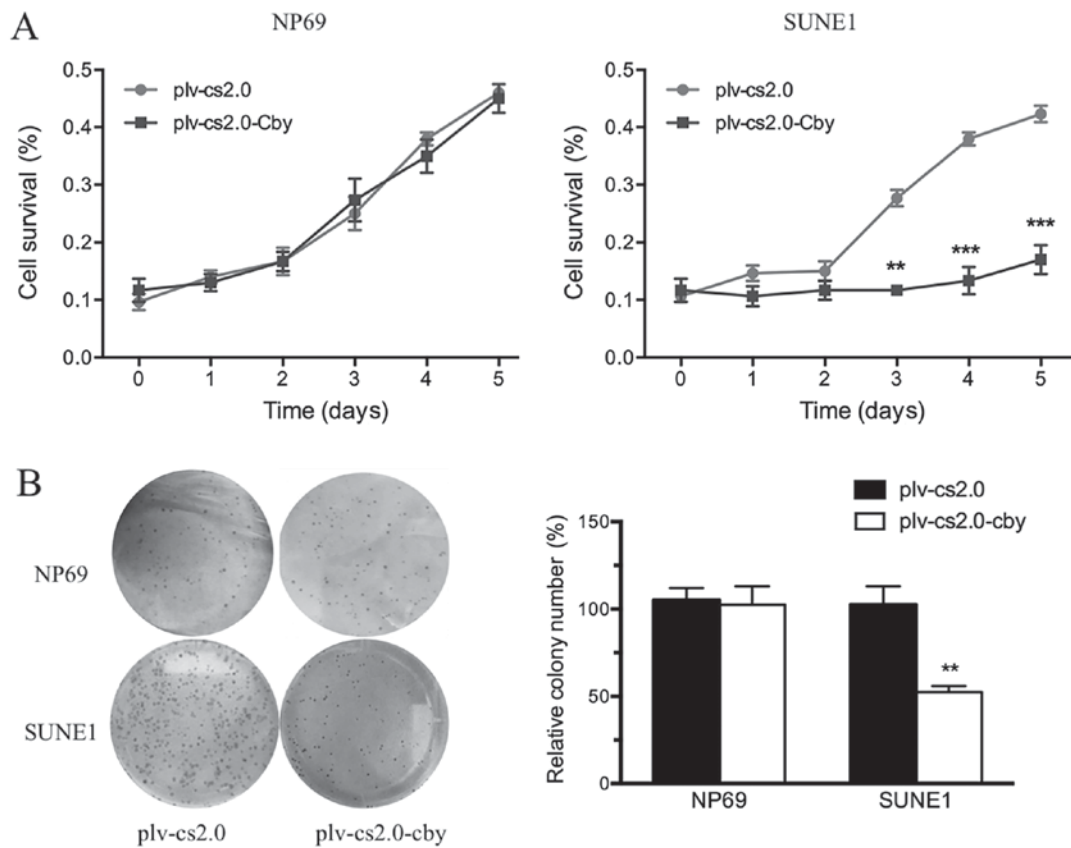 A
NP69
SUNE1
0.5
0.4
0.3
0.2
0.1
0.0
Cell survival (%)
plv-cs2.0
plv-cs2.0-Cby
0 1 2 3 4 5
Time (days)
0.5
0.4
0.3
0.2
0.1
0.0
Cell survival (%)
plv-cs2.0
plv-cs2.0-Cby
** *** ***
0 1 2 3 4 5
Time (days)
B
NP69
SUNE1
plv-cs2.0 plv-cs2.0-cby
plv-cs2.0
plv-cs2.0-cby
150
100
50
0
Relative colony number (%)
**
NP69 SUNE1